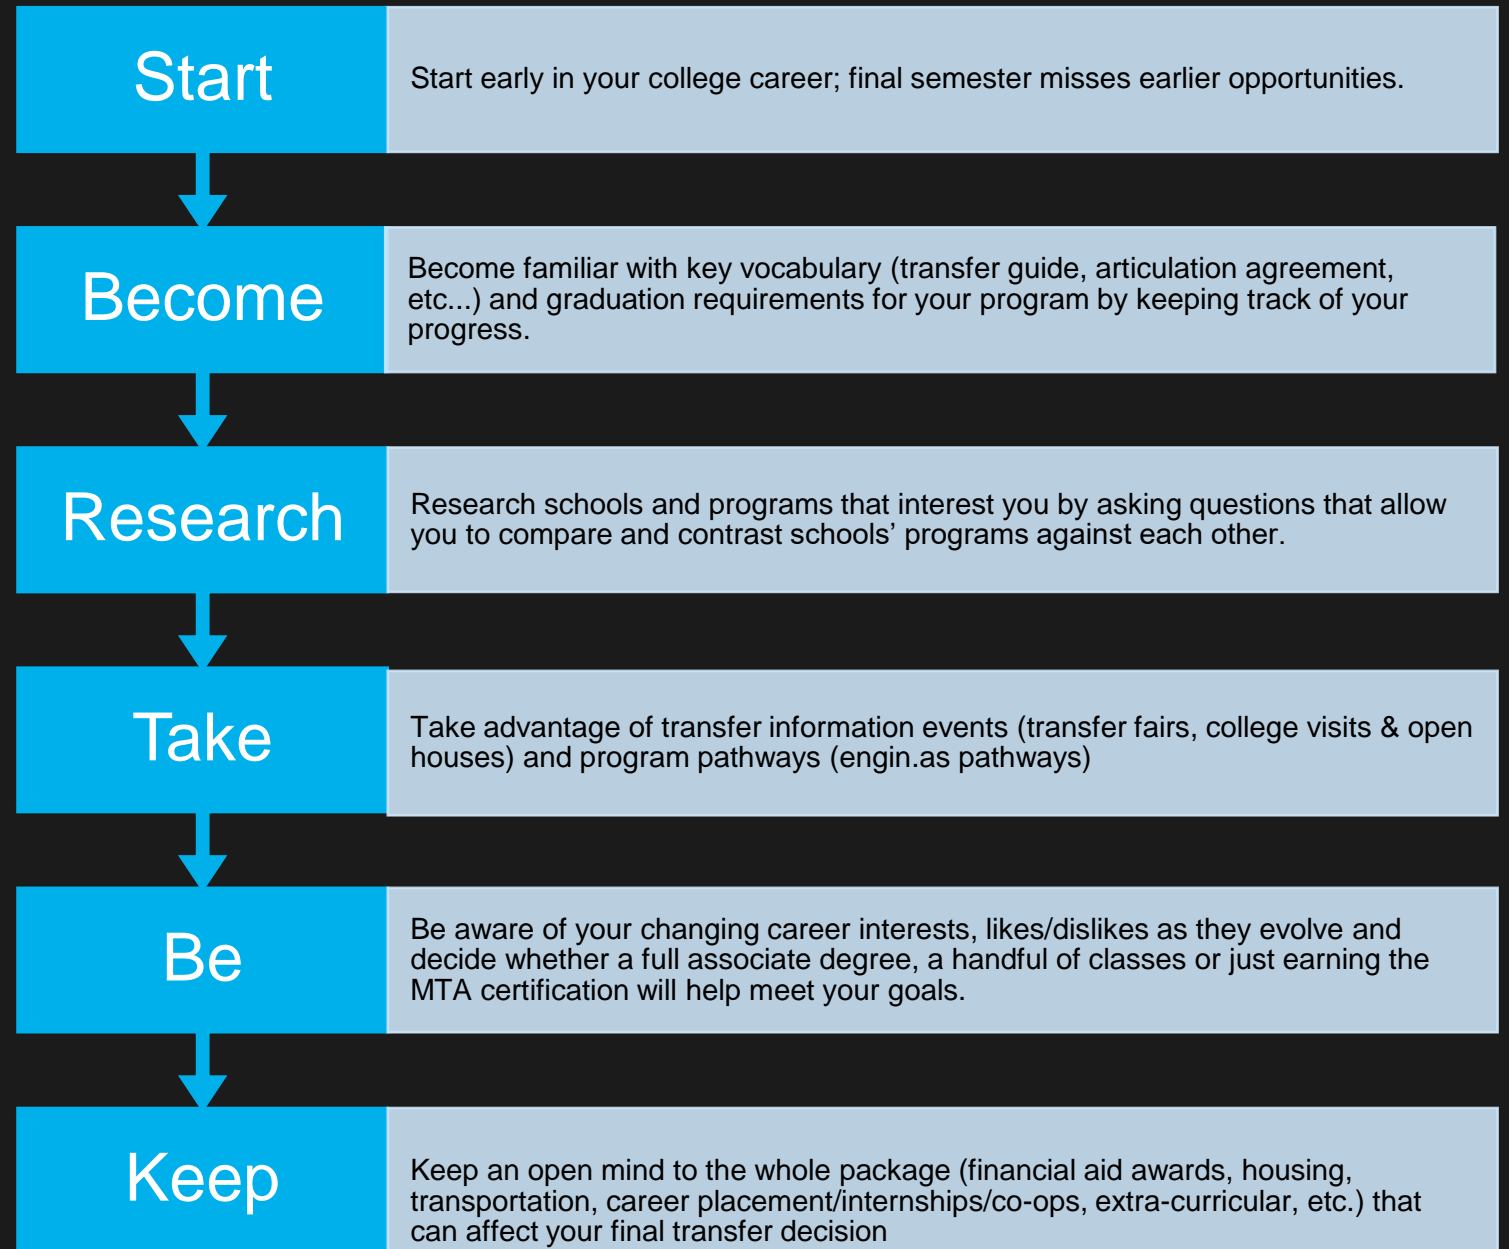 Start
Start early in your college career; final semester misses earlier opportunities.
Become
Become familiar with key vocabulary (transfer guide, articulation agreement,
etc...) and graduation requirements for your program by keeping track of your
progress.
Research
Research schools and programs that interest you by asking questions that allow
you to compare and contrast schools’ programs against each other.
Take
Take advantage of transfer information events (transfer fairs, college visits & open
houses) and program pathways (engin.as pathways)
Be
Be aware of your changing career interests, likes/dislikes as they evolve and
decide whether a full associate degree, a handful of classes or just earning the
MTA certification will help meet your goals.
Keep
Keep an open mind to the whole package (financial aid awards, housing,
transportation, career placement/internships/co-ops, extra-curricular, etc.) that
can affect your final transfer decision